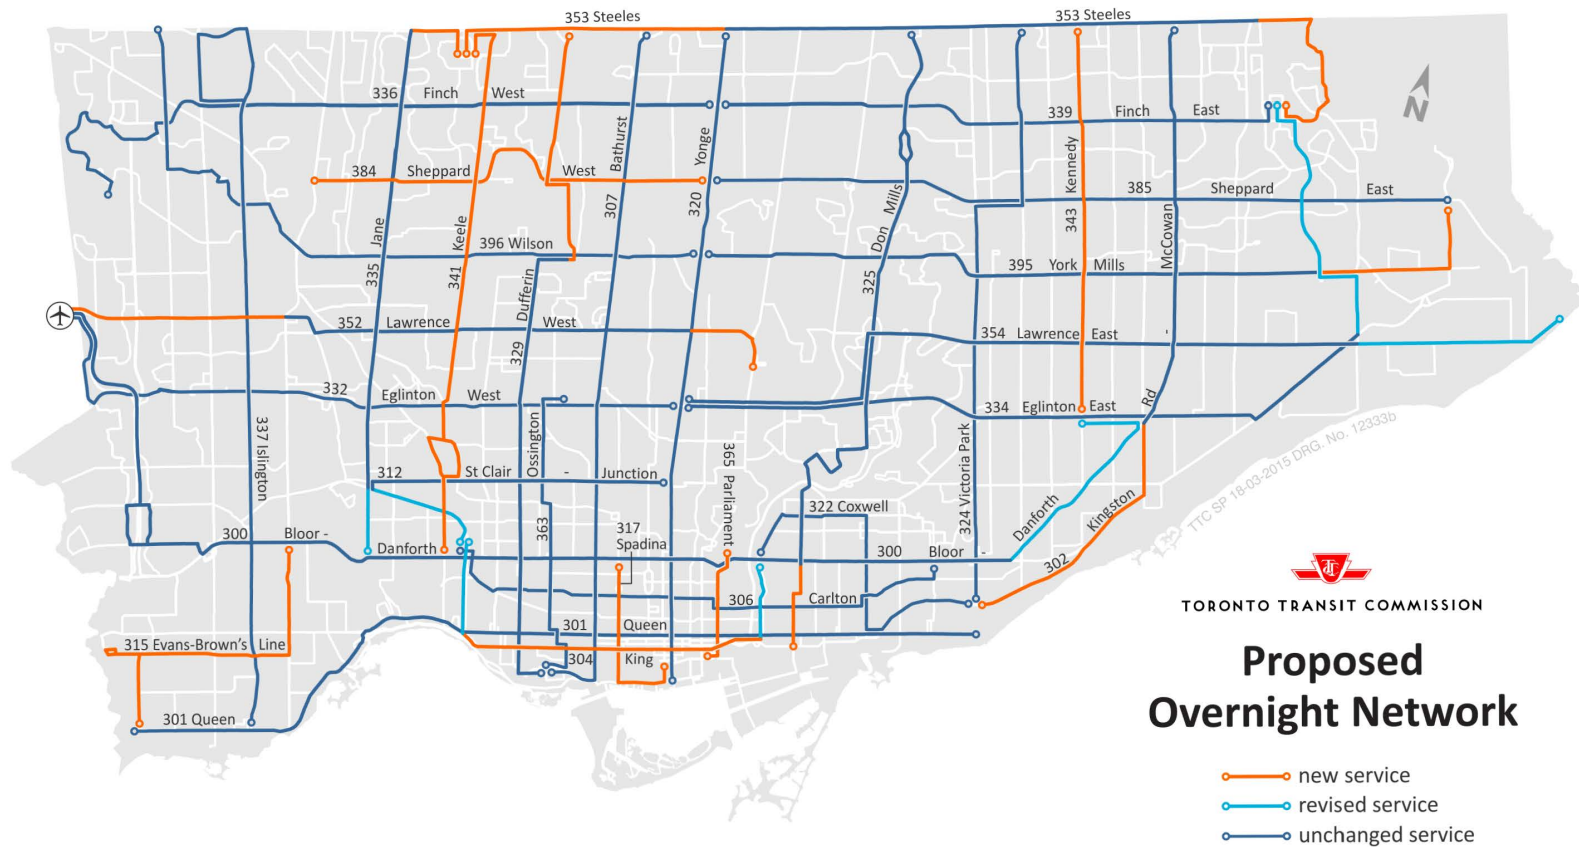 353 Steeles
353 Steeles
336 Finch West
339 Finch East
N
Bathurst
Yonge
Kennedy
384 Sheppard West
385 Sheppard East
307
320
Don Mills
343
McCowan
Jane
Keele
396 Wilson
335
341
Dufferin
325
395 York Mills
352 Lawrence West
329
354 Lawrence East
-
332 Eglinton West
334 Eglinton East
Rd
337 Islington
Ossington
365 Parliament
324 Victoria Park
TTC SP 18-03-2015 DRG. No. 12333b
312 St Clair - Junction
322 Coxwell
Danforth
Kingston
300 Bloor -
Danforth
363
317
Spadina
300 Bloor -
302
306 Carlton
301 Queen
315 Evans-Brown's Line
304 King
301 Queen
TTC
TORONTO TRANSIT COMMISSION
Proposed
Overnight Network
new service
revised service
unchanged service